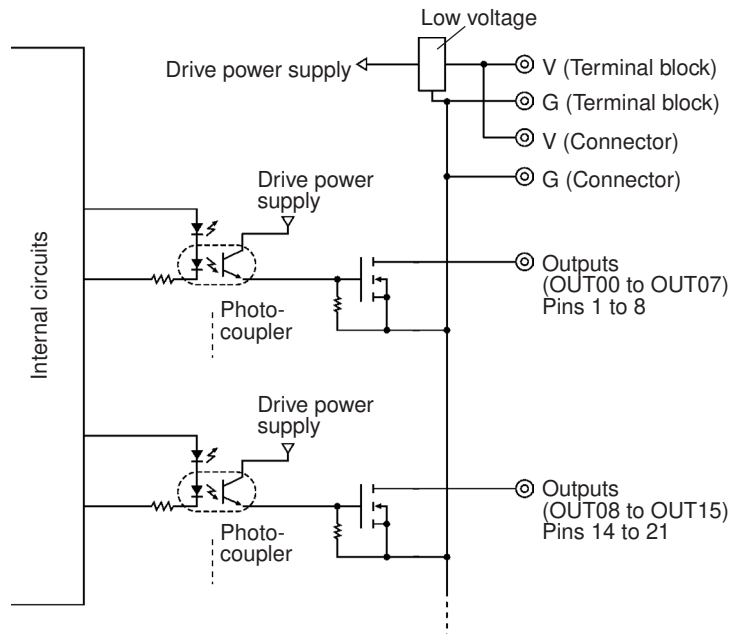 Low voltage
Drive power supply
V (Terminal block)
G (Terminal block)
V (Connector)
G (Connector)
Internal circuits
Drive power
supply
Photo-
coupler
Outputs
(OUT00 to OUT07)
Pins 1 to 8
Drive power
supply
Photo-
coupler
Outputs
(OUT08 to OUT15)
Pins 14 to 21